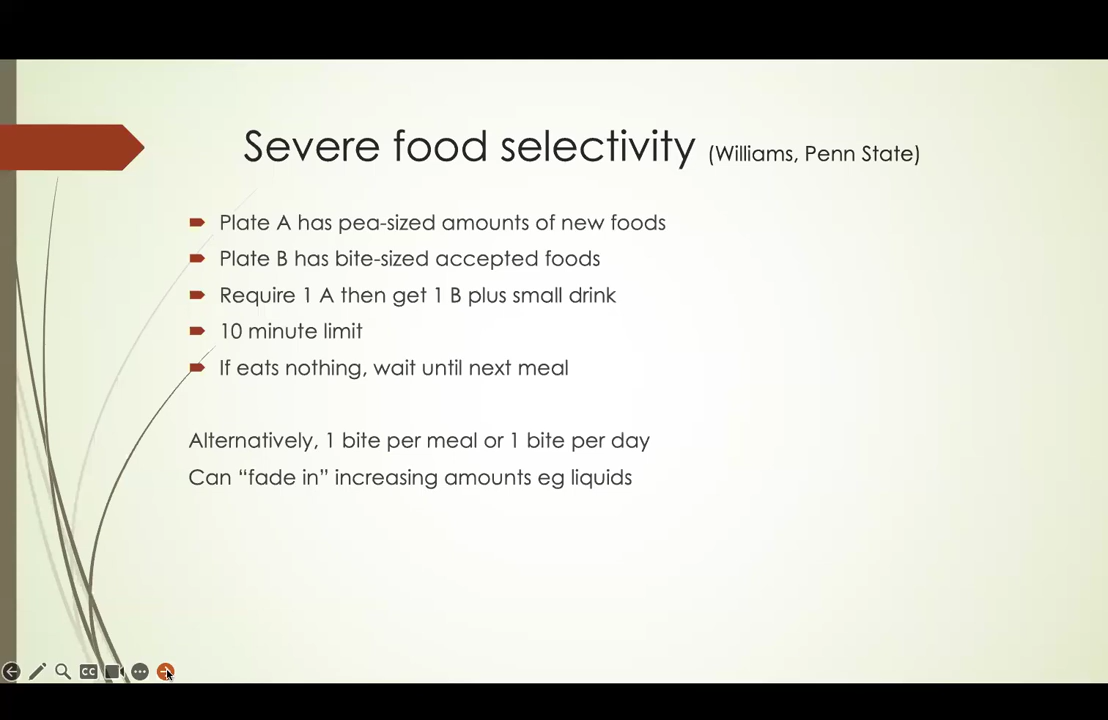 Severe food selectivity (Williams, Penn State)
Plate A has pea-sized amounts of new foods
Plate B has bite-sized accepted foods
Require 1 A then get 1 B plus small drink
10 minute limit
If eats nothing, wait until next meal
Alternatively, 1 bite per meal or 1 bite per day
Can “fade in” increasing amounts eg liquids
CC